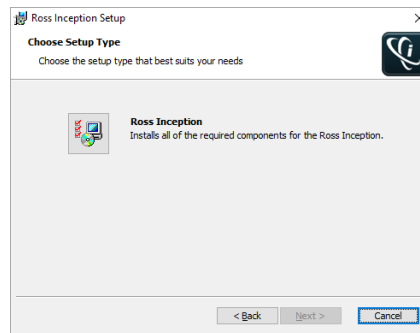 Ross Inception Setup
Choose Setup Type
Choose the setup type that best suits your needs
Ross Inception
Installs all of the required components for the Ross Inception.
< Back
Next >
Cancel